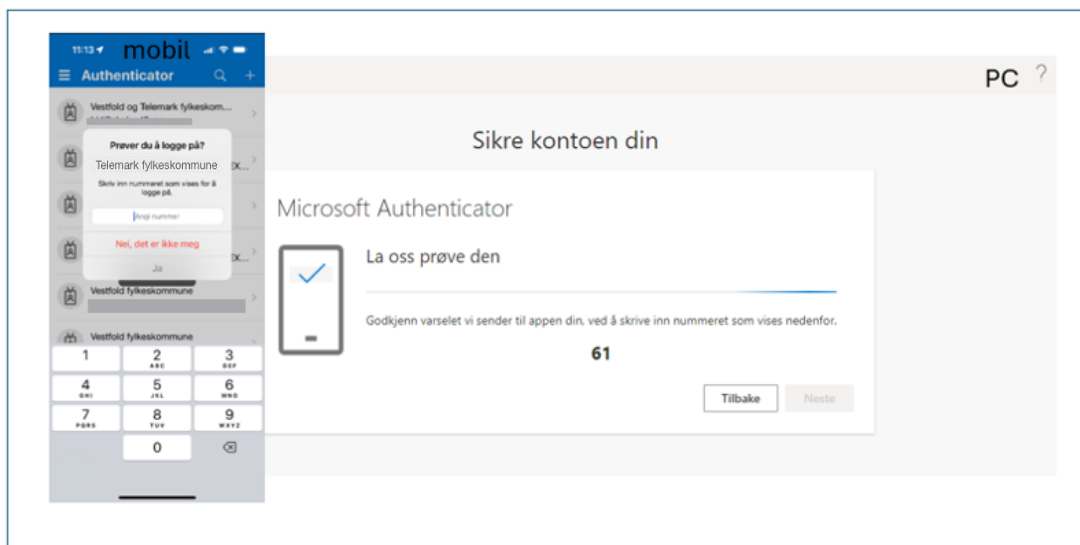 11:13
mobil
Authenticator
Vestfold og Telemark fylkeskom...
Prøver du å logge på?
Telemark fylkeskommune
Skriv inn nummeret som vises for å
logge på.
Angi nummer
Nei, det er ikke meg
Ja
Vestfold fylkeskommune
Vestfold fylkeskommune
1
2
ABC
3
DEF
4
GHI
5
JKL
6
MNO
7
PQRS
8
TUV
9
WXYZ
0
PC ?
Sikre kontoen din
Microsoft Authenticator
La oss prøve den
Godkjenn varselet vi sender til appen din, ved å skrive inn nummeret som vises nedenfor.
61
Tilbake
Neste